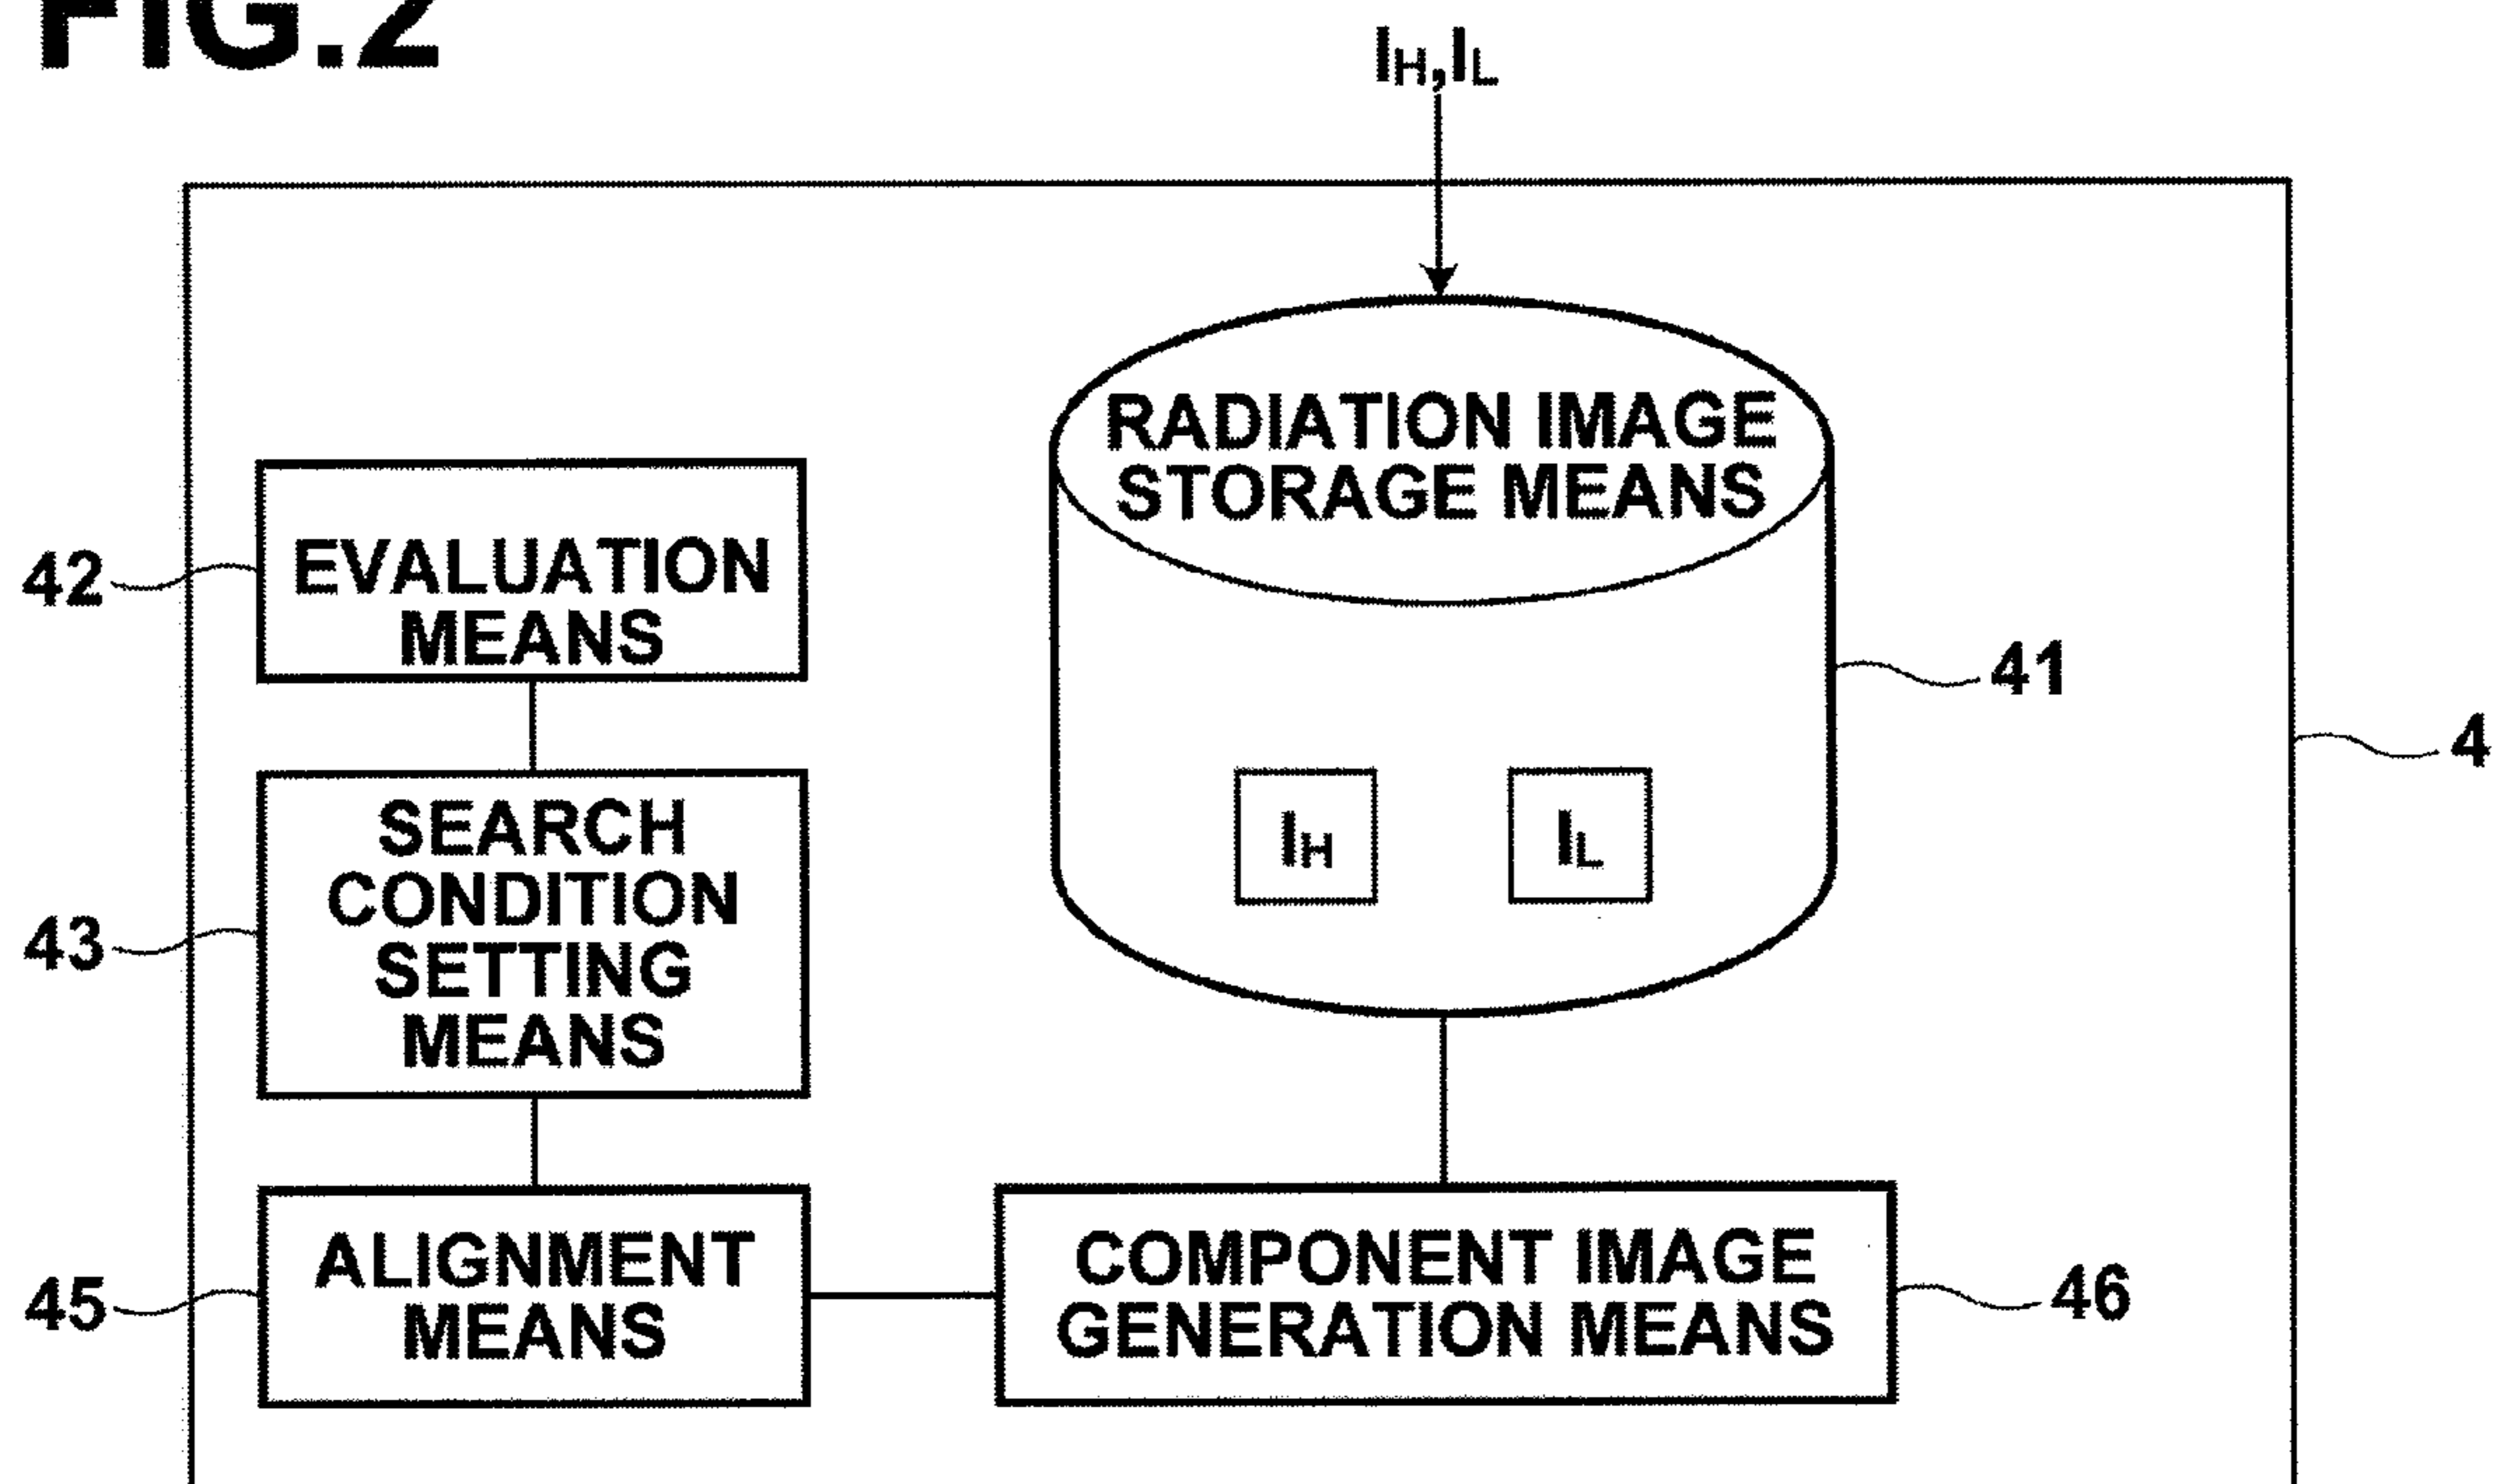 FIG.2
IH,IL
RADIATION IMAGE
STORAGE MEANS
42
EVALUATION
MEANS
41
4
IH
IL
43
SEARCH
CONDITION
SETTING
MEANS
45
ALIGNMENT
MEANS
COMPONENT IMAGE
GENERATION MEANS
46